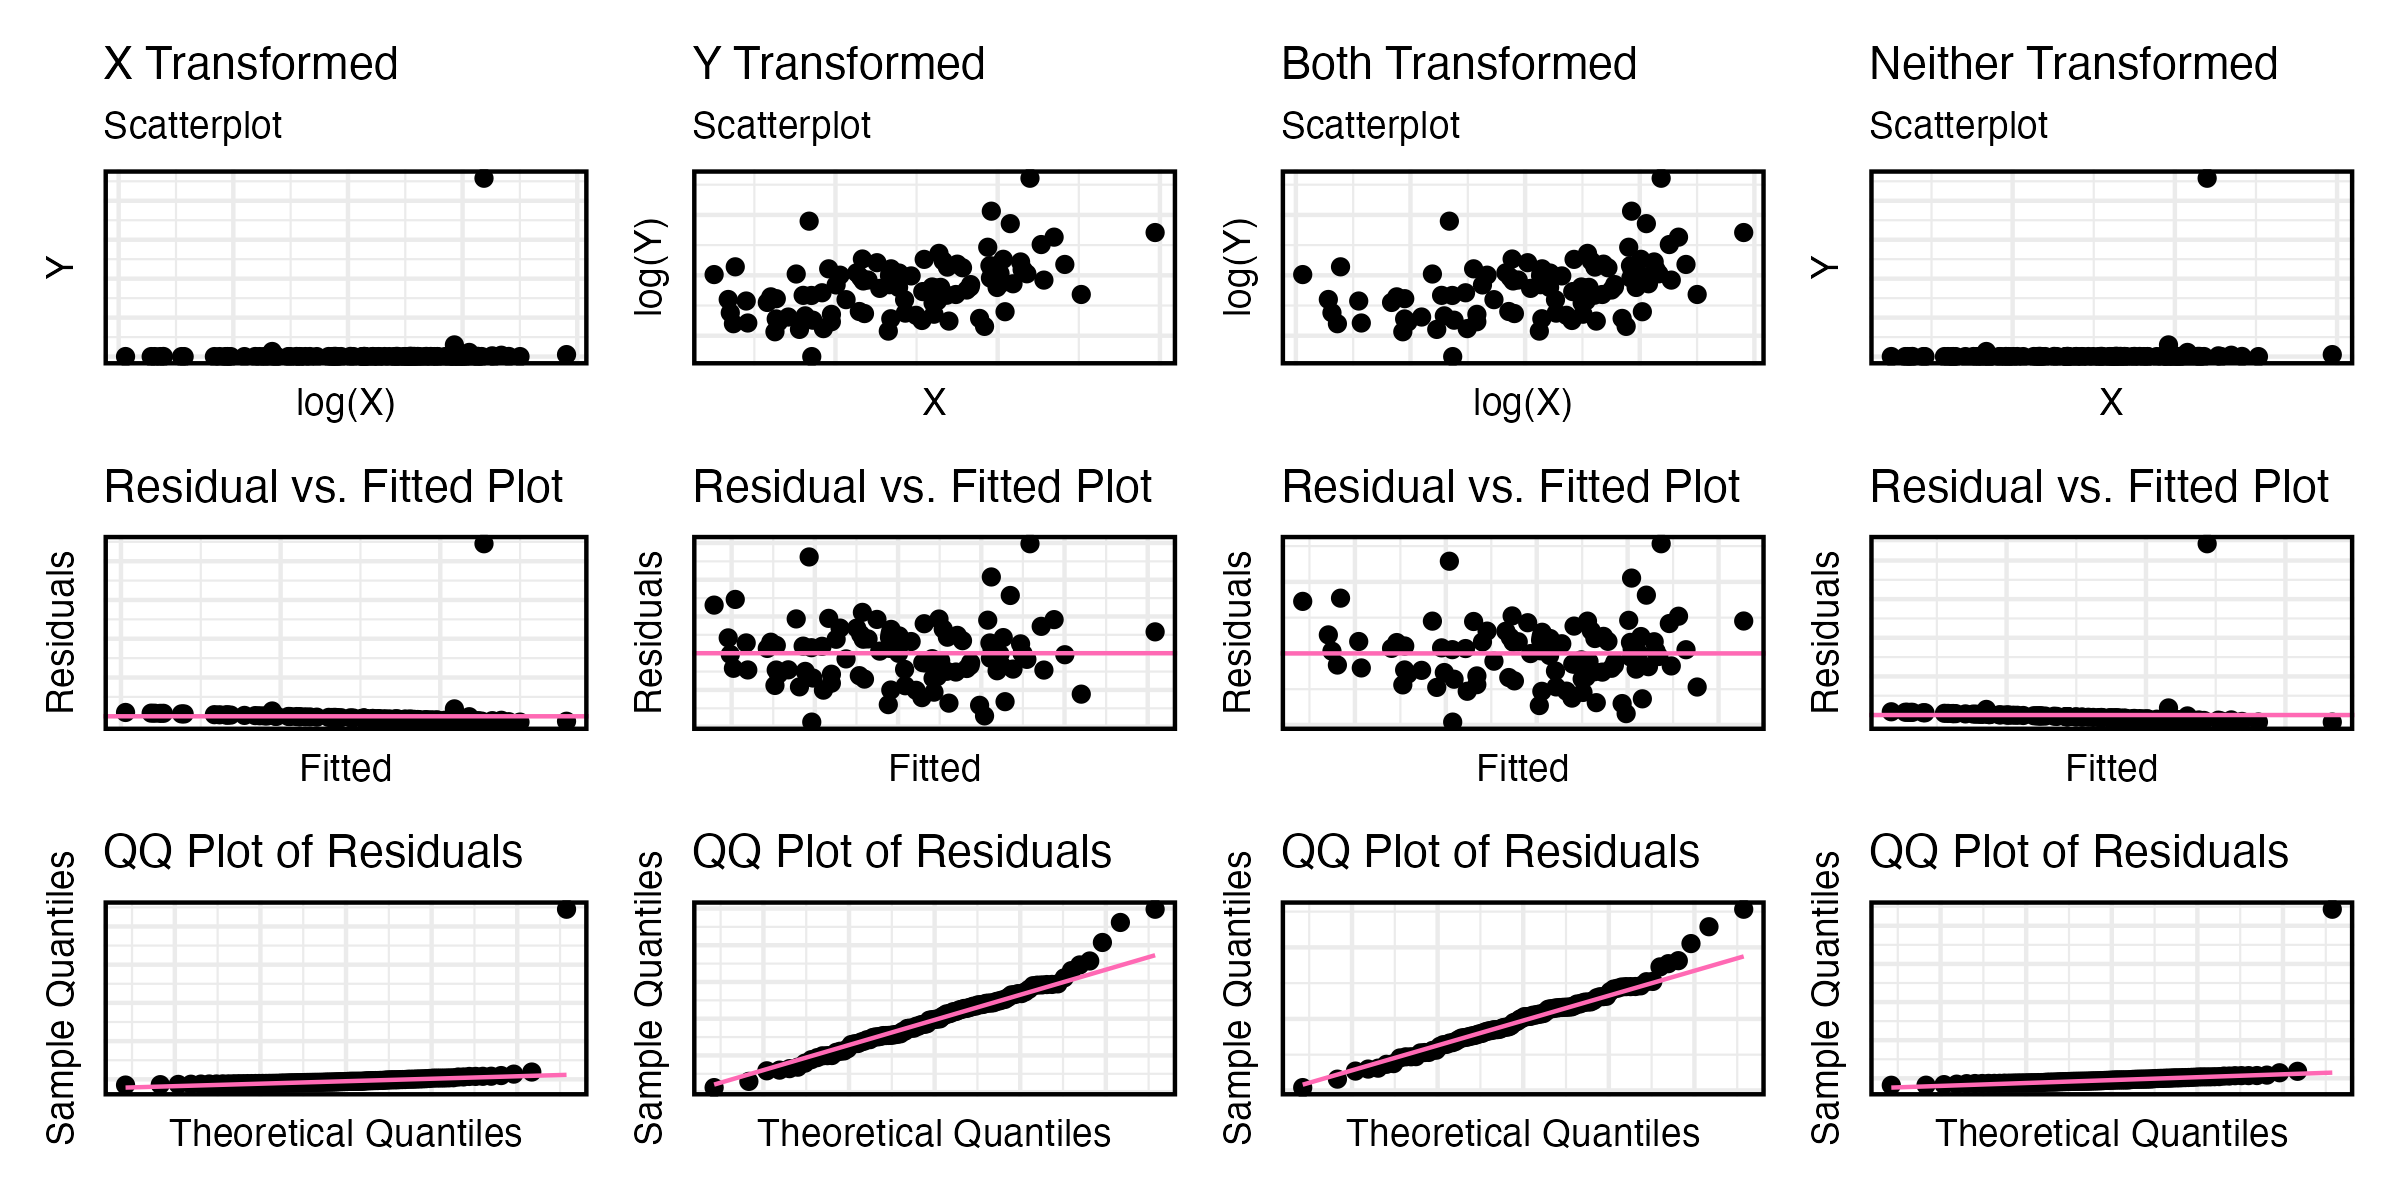 X Transformed
Scatterplot
Y
log(X)
Y Transformed
Scatterplot
log(Y)
X
Both Transformed
Scatterplot
log(Y)
log(X)
Neither Transformed
Scatterplot
Y
X
Residual vs. Fitted Plot
Residuals
Fitted
Residual vs. Fitted Plot
Residuals
Fitted
Residual vs. Fitted Plot
Residuals
Fitted
Residual vs. Fitted Plot
Residuals
Fitted
QQ Plot of Residuals
Sample Quantiles
Theoretical Quantiles
QQ Plot of Residuals
Sample Quantiles
Theoretical Quantiles
QQ Plot of Residuals
Sample Quantiles
Theoretical Quantiles
QQ Plot of Residuals
Sample Quantiles
Theoretical Quantiles